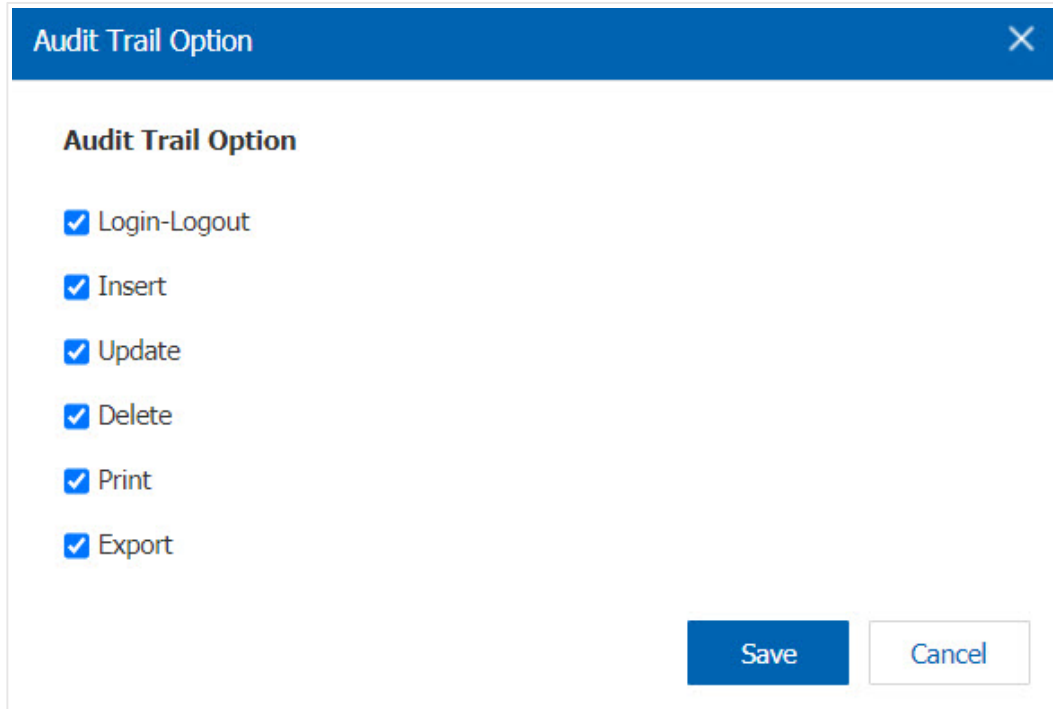 Audit Trail Option
Audit Trail Option
Login-Logout
Insert
Update
Delete
Print
Export
Save Cancel